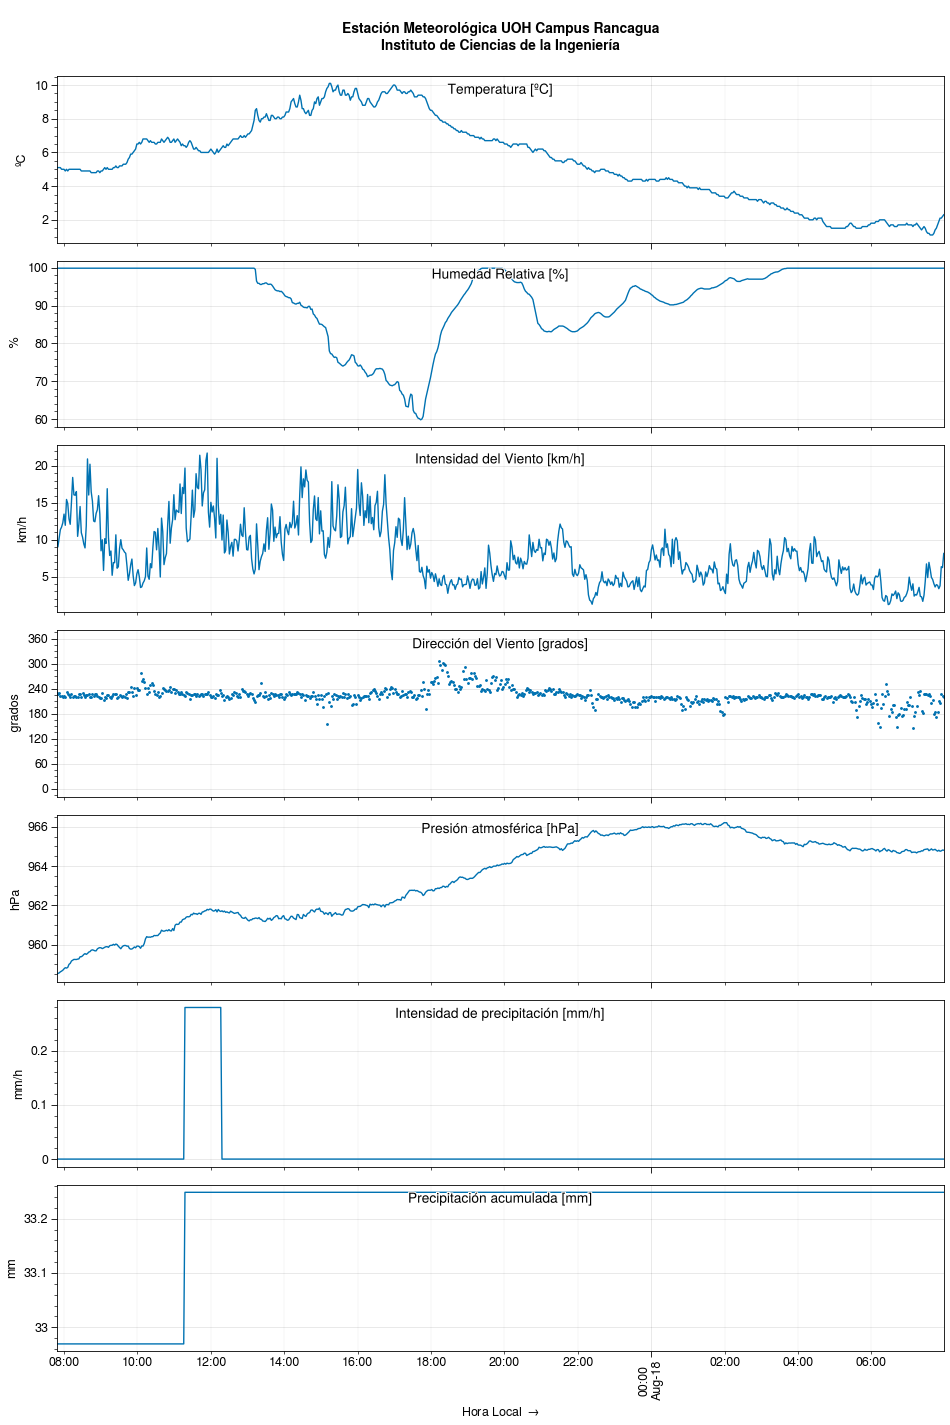 Estación Meteorológica UOH Campus Rancagua
Instituto de Ciencias de la Ingeniería
Temperatura [ºC]
ºC
10
8
6
4
2
Humedad Relativa [%]
%
100
90
80
70
60
Intensidad del Viento [km/h]
km/h
20
15
10
5
Dirección del Viento [grados]
grados
360
300
240
180
120
60
0
Presión atmosférica [hPa]
hPa
966
964
962
960
Intensidad de precipitación [mm/h]
mm/h
0.2
0.1
0
Precipitación acumulada [mm]
mm
33.2
33.1
33
08:00 10:00 12:00 14:00 16:00 18:00 20:00 22:00 00:00 02:00 04:00 06:00
Aug-18
Hora Local →